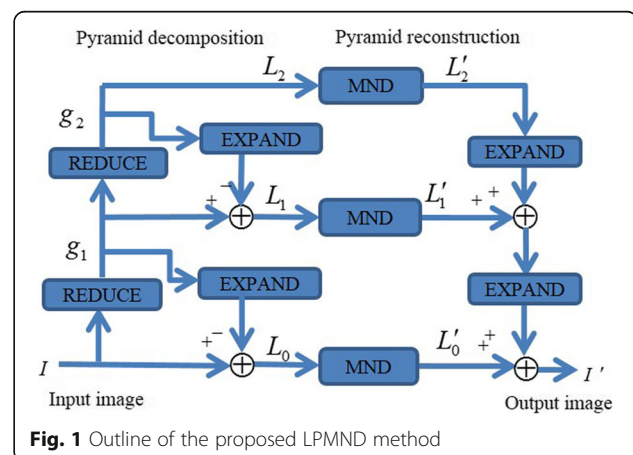 Pyramid decomposition Pyramid reconstruction
L₂ MND L₂′
g₂ EXPAND
REDUCE EXPAND
+ − L₁ MND L₁′ + +
g₁ EXPAND
REDUCE EXPAND
+ − L₀ MND L₀′ + +
I I '
Input image Output image
Fig. 1 Outline of the proposed LPMND method